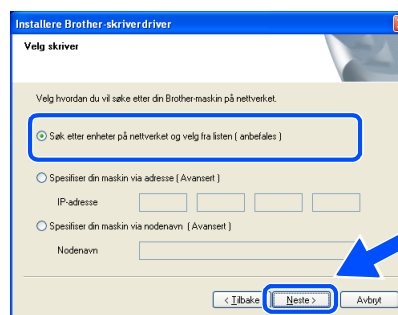 Installere Brother-skriverdriver
Velg skriver
Velg hvordan du vil søke etter din Brother-maskin på nettverket.
Søk etter enheter på nettverket og velg fra listen ( anbefales )
Spesifiser din maskin via adresse ( Avansert )
IP-adresse
Spesifiser din maskin via nodenavn ( Avansert )
Nodenavn
< Tilbake Neste > Avbryt